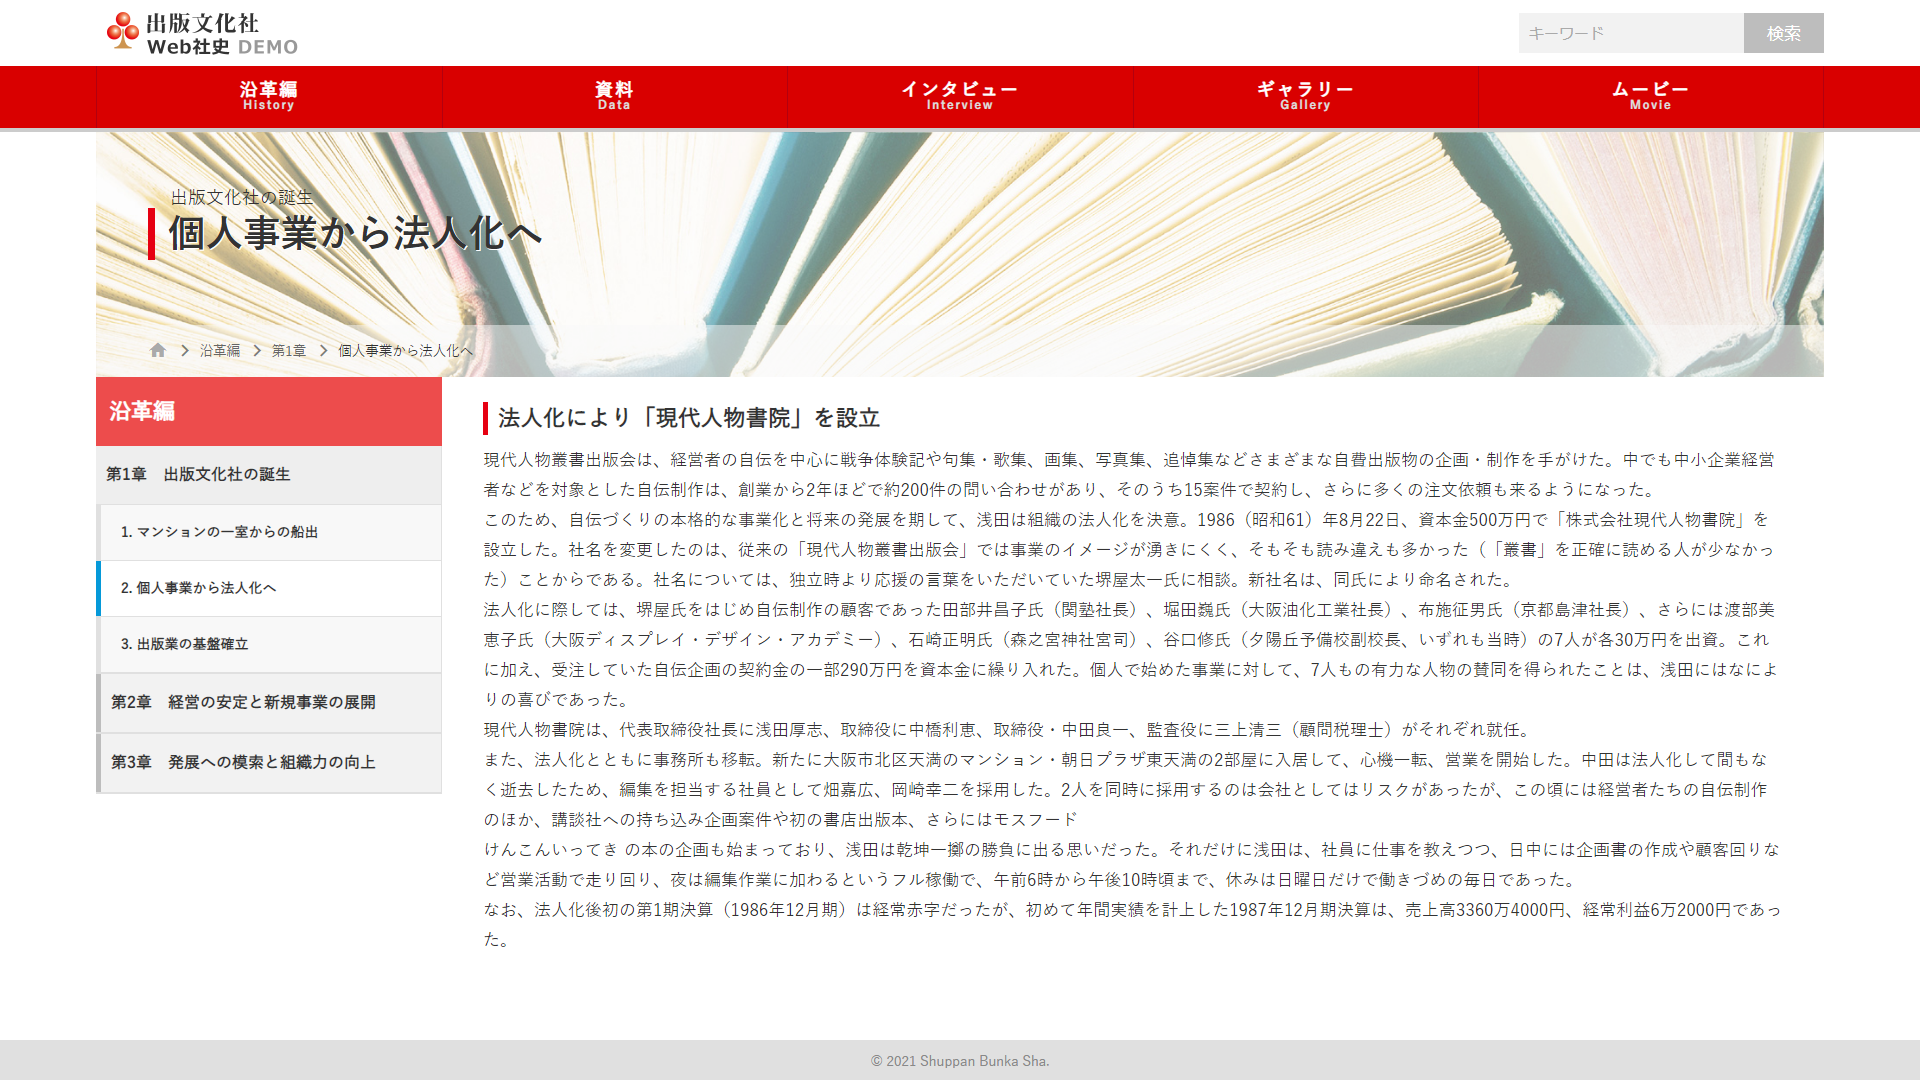 出版文化社
Web社史 DEMO
キーワード
検索
沿革編
History
資料
Data
インタビュー
Interview
ギャラリー
Gallery
ムービー
Movie
出版文化社の誕生
個人事業から法人化へ
沿革編
第1章
個人事業から法人化へ
沿革編
第1章　出版文化社の誕生
1. マンションの一室からの船出
2. 個人事業から法人化へ
3. 出版業の基盤確立
第2章　経営の安定と新規事業の展開
第3章　発展への模索と組織力の向上
法人化により「現代人物書院」を設立
現代人物叢書出版会は、経営者の自伝を中心に戦争体験記や句集・歌集、画集、写真集、追悼集などさまざまな自費出版物の企画・制作を手がけた。中でも中小企業経営
者などを対象とした自伝制作は、創業から2年ほどで約200件の問い合わせがあり、そのうち15案件で契約し、さらに多くの注文依頼も来るようになった。
このため、自伝づくりの本格的な事業化と将来の発展を期して、浅田は組織の法人化を決意。1986（昭和61）年8月22日、資本金500万円で「株式会社現代人物書院」を
設立した。社名を変更したのは、従来の「現代人物叢書出版会」では事業のイメージが湧きにくく、そもそも読み違えも多かった（「叢書」を正確に読める人が少なかっ
た）ことからである。社名については、独立時より応援の言葉をいただいていた堺屋太一氏に相談。新社名は、同氏により命名された。
法人化に際しては、堺屋氏をはじめ自伝制作の顧客であった田部井昌子氏（関塾社長）、堀田巍氏（大阪油化工業社長）、布施征男氏（京都島津社長）、さらには渡部美
恵子氏（大阪ディスプレイ・デザイン・アカデミー）、石崎正明氏（森之宮神社宮司）、谷口修氏（夕陽丘予備校副校長、いずれも当時）の7人が各30万円を出資。これ
に加え、受注していた自伝企画の契約金の一部290万円を資本金に繰り入れた。個人で始めた事業に対して、7人もの有力な人物の賛同を得られたことは、浅田にはなによ
りの喜びであった。
現代人物書院は、代表取締役社長に浅田厚志、取締役に中橋利恵、取締役・中田良一、監査役に三上清三（顧問税理士）がそれぞれ就任。
また、法人化とともに事務所も移転。新たに大阪市北区天満のマンション・朝日プラザ東天満の2部屋に入居して、心機一転、営業を開始した。中田は法人化して間もな
く逝去したため、編集を担当する社員として畑嘉広、岡崎幸二を採用した。2人を同時に採用するのは会社としてはリスクがあったが、この頃には経営者たちの自伝制作
のほか、講談社への持ち込み企画案件や初の書店出版本、さらにはモスフード
けんこんいってき の本の企画も始まっており、浅田は乾坤一擲の勝負に出る思いだった。それだけに浅田は、社員に仕事を教えつつ、日中には企画書の作成や顧客回りな
ど営業活動で走り回り、夜は編集作業に加わるというフル稼働で、午前6時から午後10時頃まで、休みは日曜日だけで働きづめの毎日であった。
なお、法人化後初の第1期決算（1986年12月期）は経常赤字だったが、初めて年間実績を計上した1987年12月期決算は、売上高3360万4000円、経常利益6万2000円であっ
た。
© 2021 Shuppan Bunka Sha.